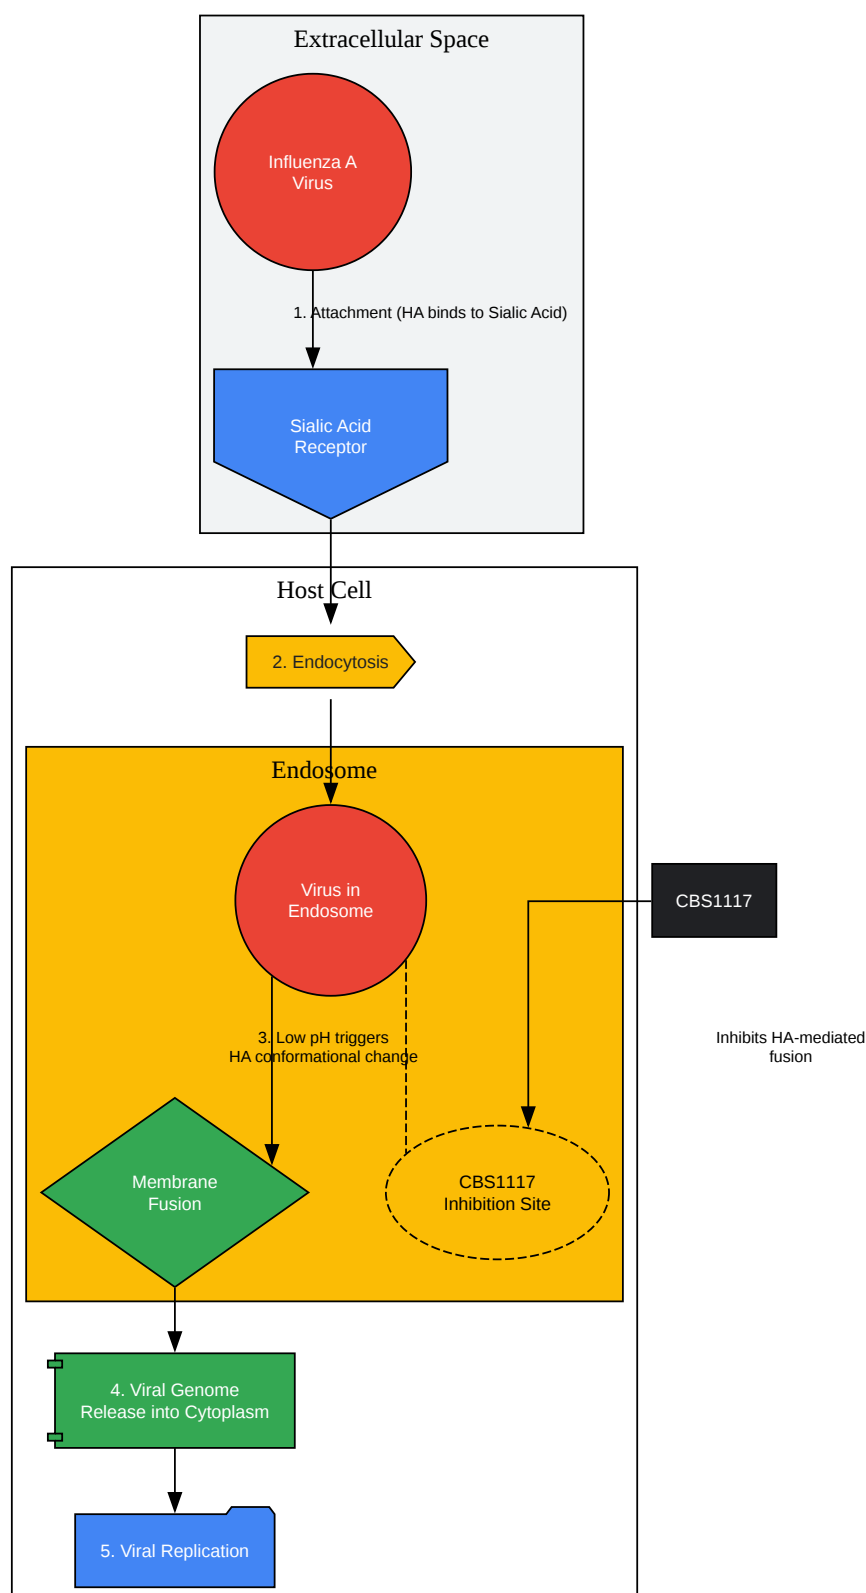 Extracellular Space
Influenza A
Virus
1. Attachment (HA binds to Sialic Acid)
Sialic Acid
Receptor
Host Cell
2. Endocytosis
Endosome
Virus in
Endosome
CBS1117
3. Low pH triggers
HA conformational change
Inhibits HA-mediated
fusion
Membrane
Fusion
CBS1117
Inhibition Site
4. Viral Genome
Release into Cytoplasm
5. Viral Replication